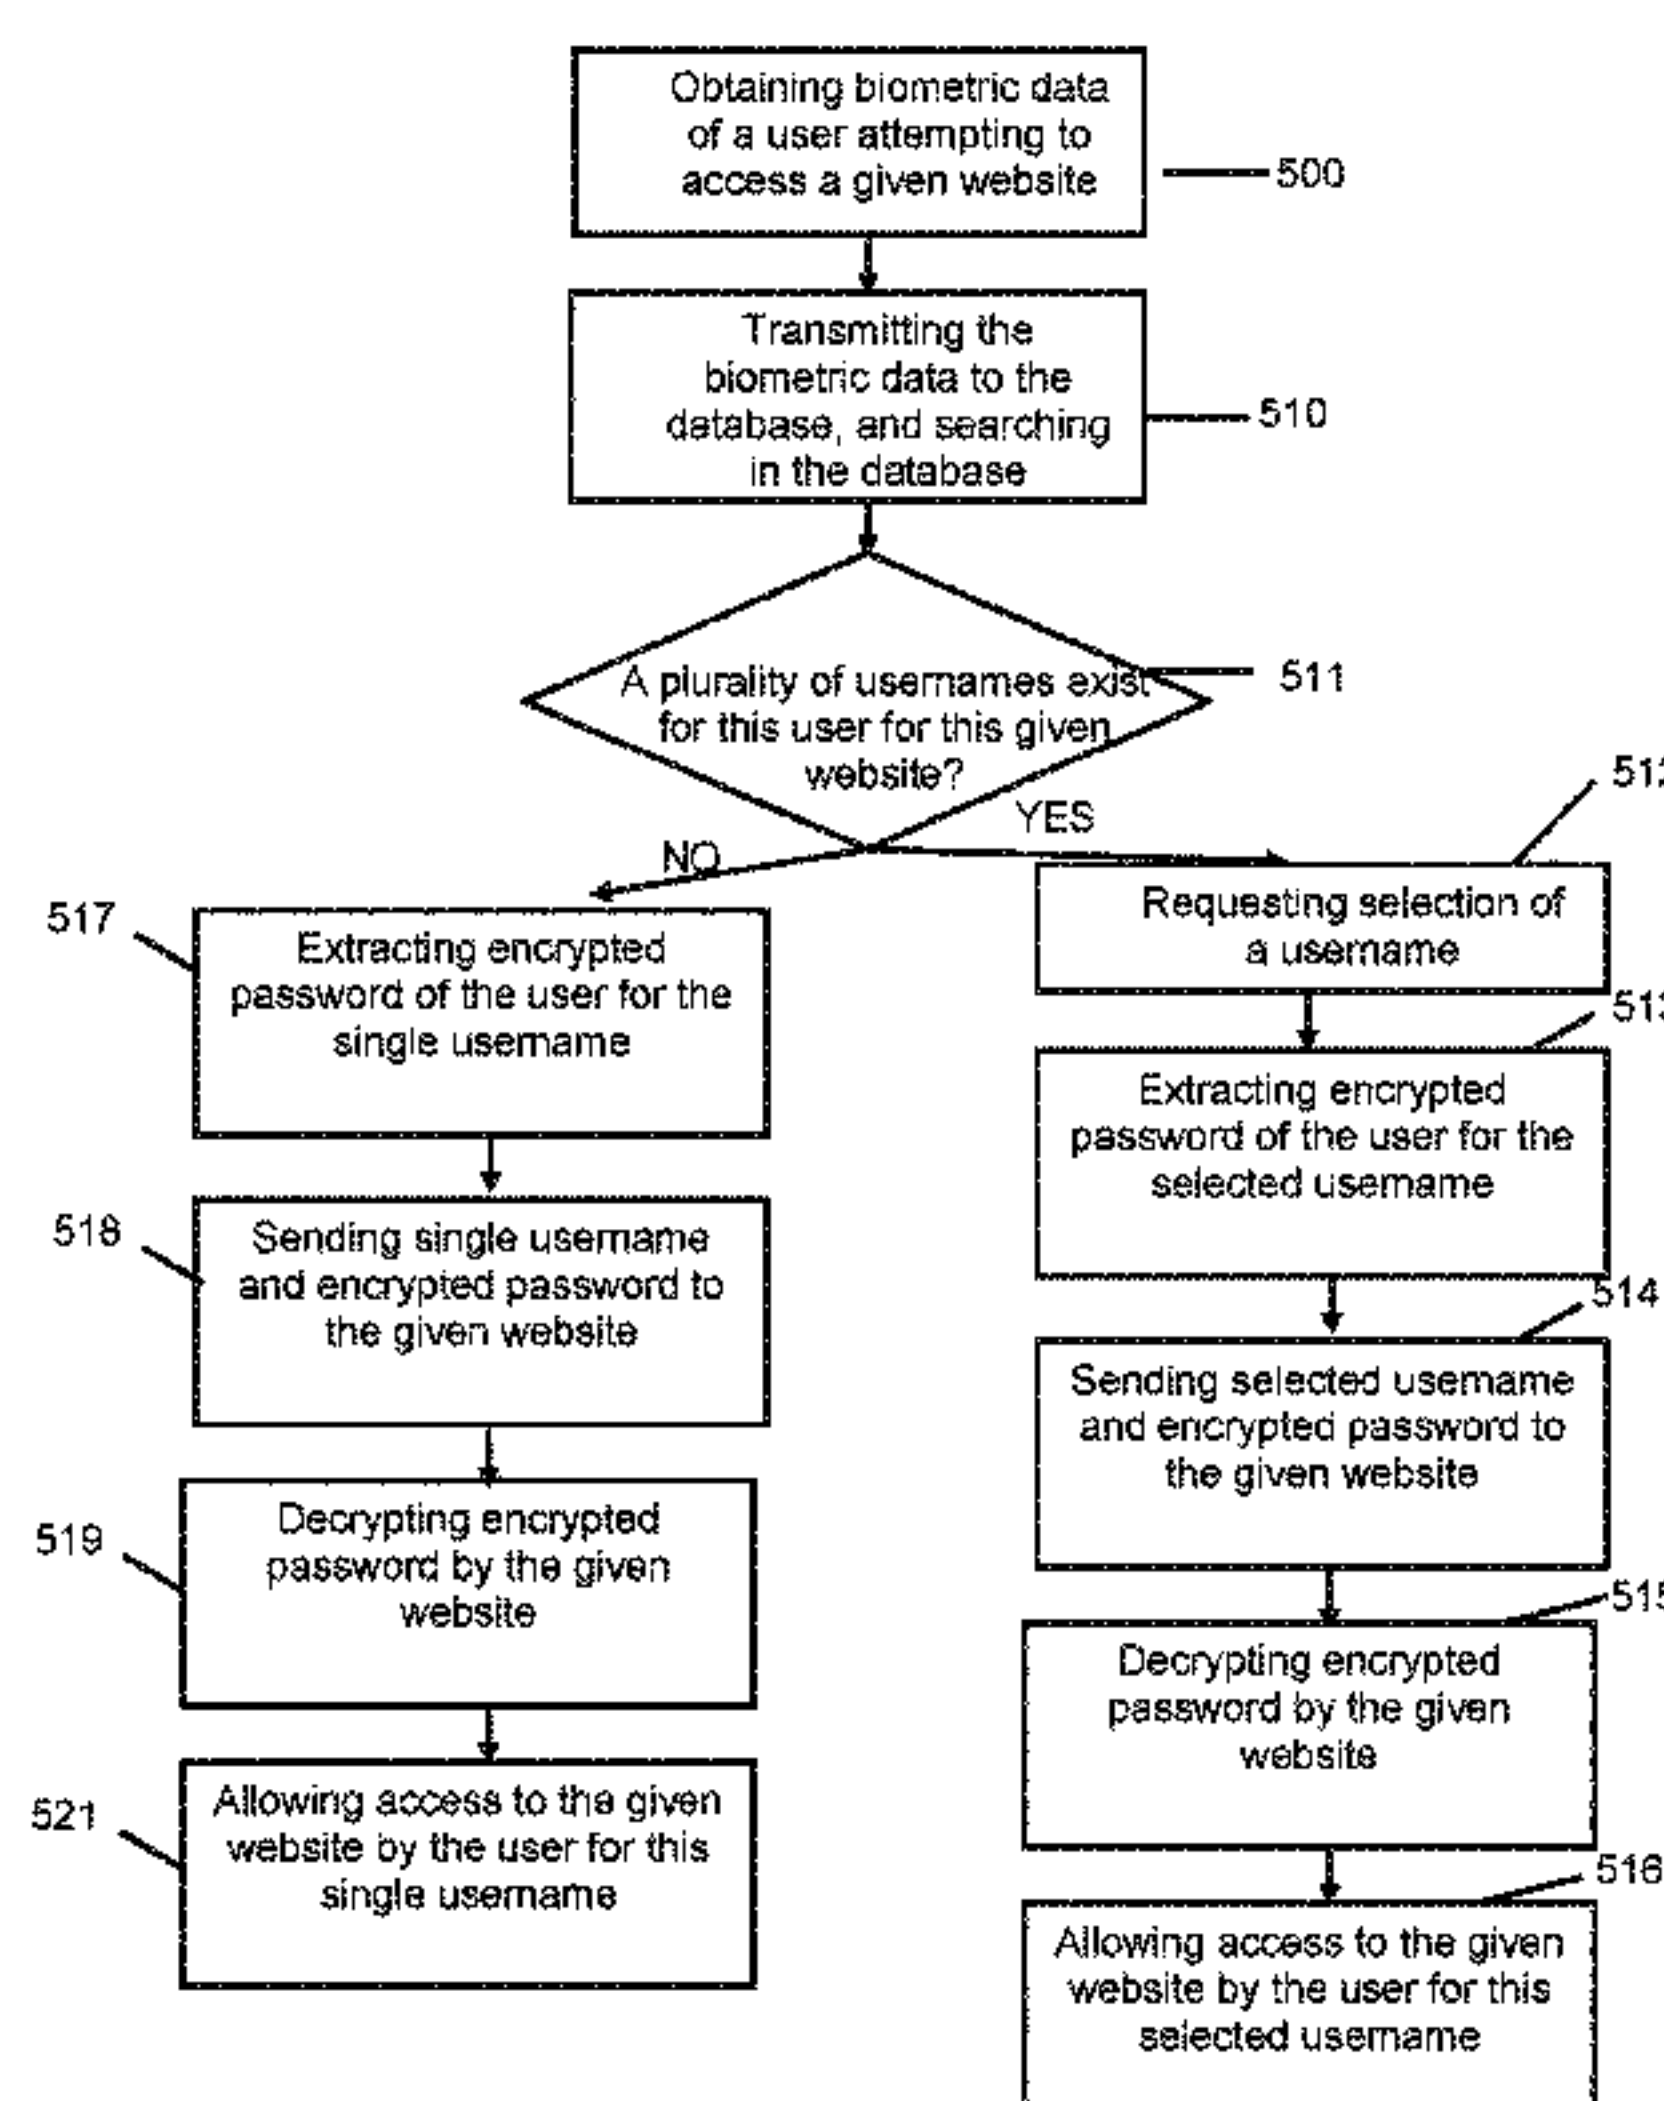 Obtaining biometric data
of a user attempting to
access a given website
500
Transmitting the
biometric data to the
database, and searching
in the database
510
A plurality of usernames exist
for this user for this given
website?
511
YES
NO
512
Requesting selection of
a username
513
Extracting encrypted
password of the user for the
selected username
514
Sending selected username
and encrypted password to
the given website
515
Decrypting encrypted
password by the given
website
516
Allowing access to the given
website by the user for this
selected username
517
Extracting encrypted
password of the user for the
single username
518
Sending single username
and encrypted password to
the given website
519
Decrypting encrypted
password by the given
website
521
Allowing access to the given
website by the user for this
single username